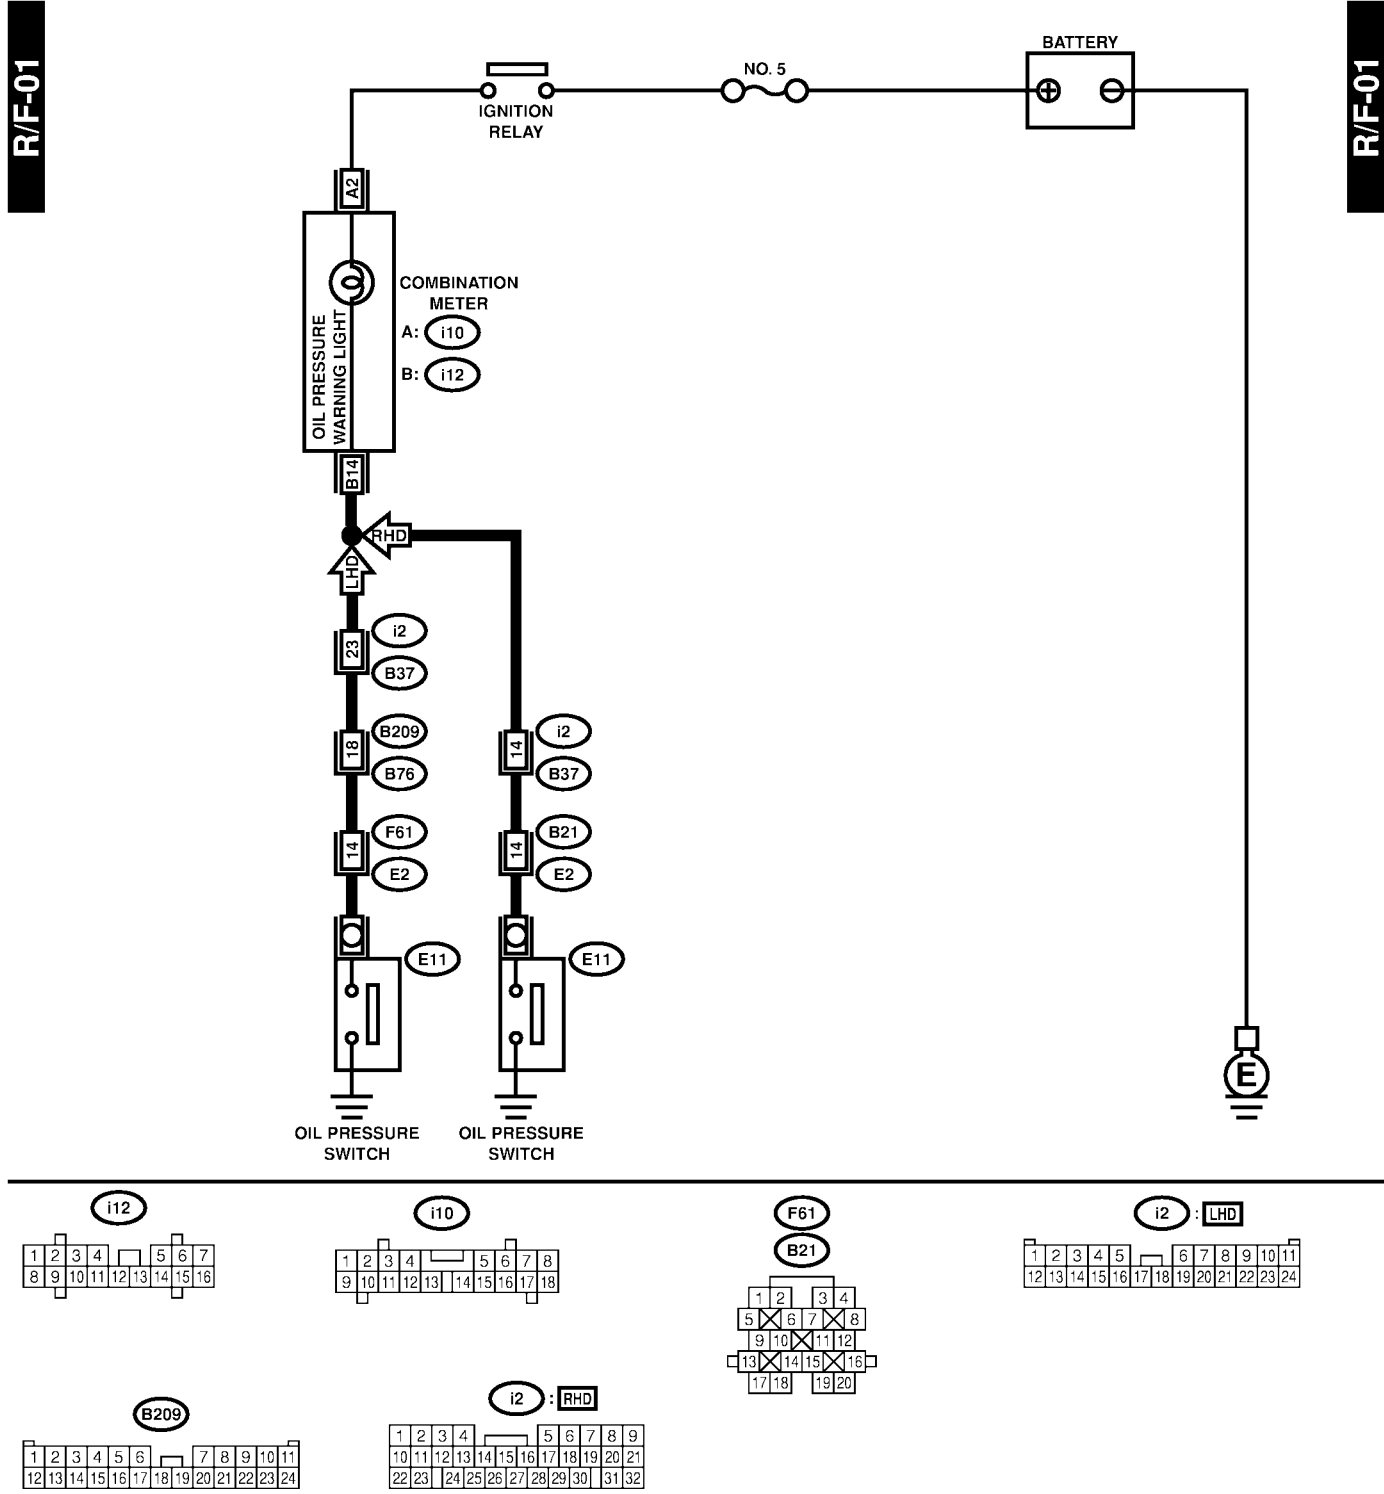 R/F-01
R/F-01
BATTERY
NO. 5
IGNITION
RELAY
A2
OIL PRESSURE
WARNING LIGHT
COMBINATION
METER
A: i10
B: i12
B14
RHD
LHD
23
i2
B37
18
B209
B76
14
i2
B37
14
F61
E2
14
B21
E2
E11
E11
E
OIL PRESSURE
SWITCH
OIL PRESSURE
SWITCH
i12
1 2 3 4 5 6 7
8 9 10 11 12 13 14 15 16
i10
1 2 3 4 5 6 7 8
9 10 11 12 13 14 15 16 17 18
F61
B21
1 2 3 4
5 6 7 8
9 10 11 12
13 14 15 16
17 18 19 20
i2 : LHD
1 2 3 4 5 6 7 8 9 10 11
12 13 14 15 16 17 18 19 20 21 22 23 24
B209
1 2 3 4 5 6 7 8 9 10 11
12 13 14 15 16 17 18 19 20 21 22 23 24
i2 : RHD
1 2 3 4 5 6 7 8 9
10 11 12 13 14 15 16 17 18 19 20 21
22 23 24 25 26 27 28 29 30 31 32